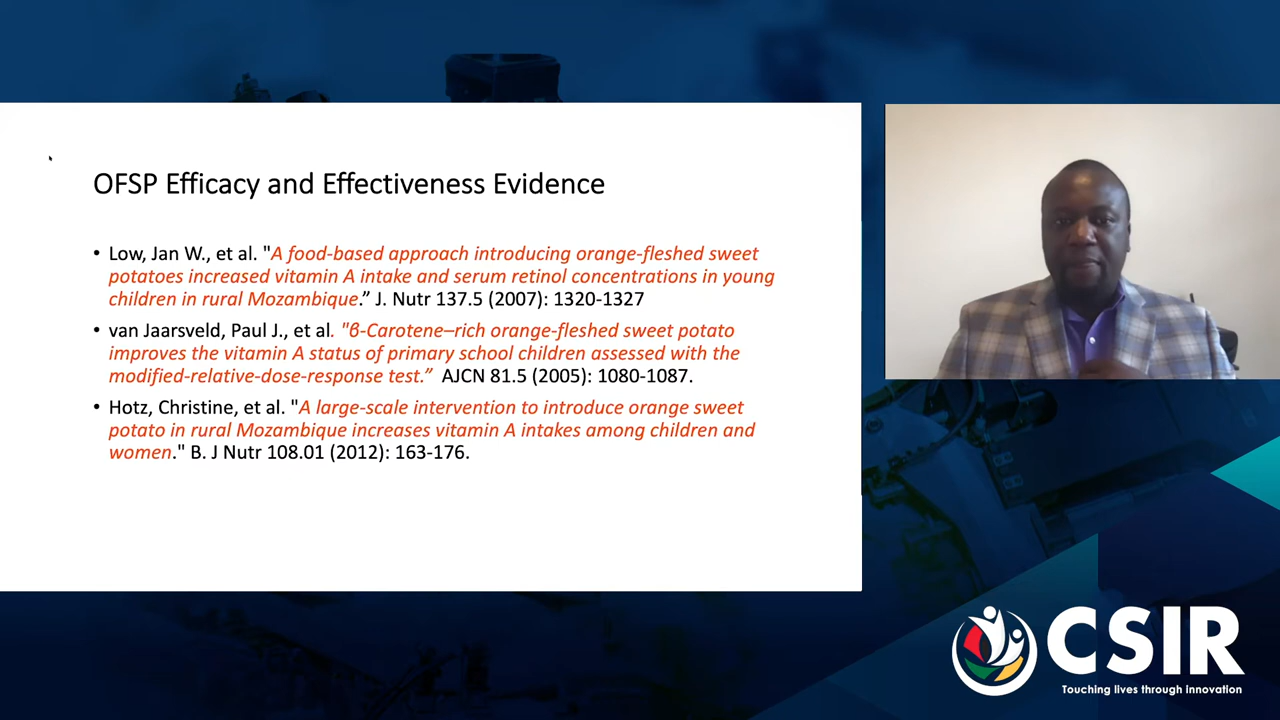 OFSP Efficacy and Effectiveness Evidence
• Low, Jan W., et al. "A food-based approach introducing orange-fleshed sweet
potatoes increased vitamin A intake and serum retinol concentrations in young
children in rural Mozambique.” J. Nutr 137.5 (2007): 1320-1327
• van Jaarsveld, Paul J., et al. "β-Carotene–rich orange-fleshed sweet potato
improves the vitamin A status of primary school children assessed with the
modified-relative-dose-response test.” AJCN 81.5 (2005): 1080-1087.
• Hotz, Christine, et al. "A large-scale intervention to introduce orange sweet
potato in rural Mozambique increases vitamin A intakes among children and
women." B. J Nutr 108.01 (2012): 163-176.
CSIR
Touching lives through innovation